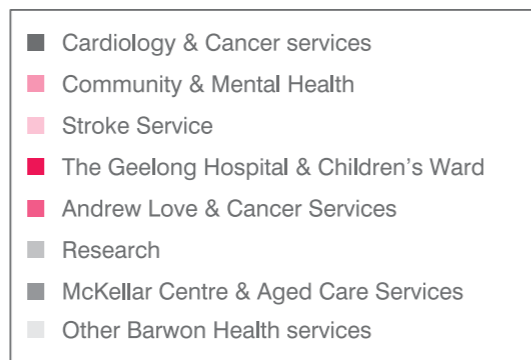 Cardiology & Cancer services
Community & Mental Health
Stroke Service
The Geelong Hospital & Children’s Ward
Andrew Love & Cancer Services
Research
McKellar Centre & Aged Care Services
Other Barwon Health services